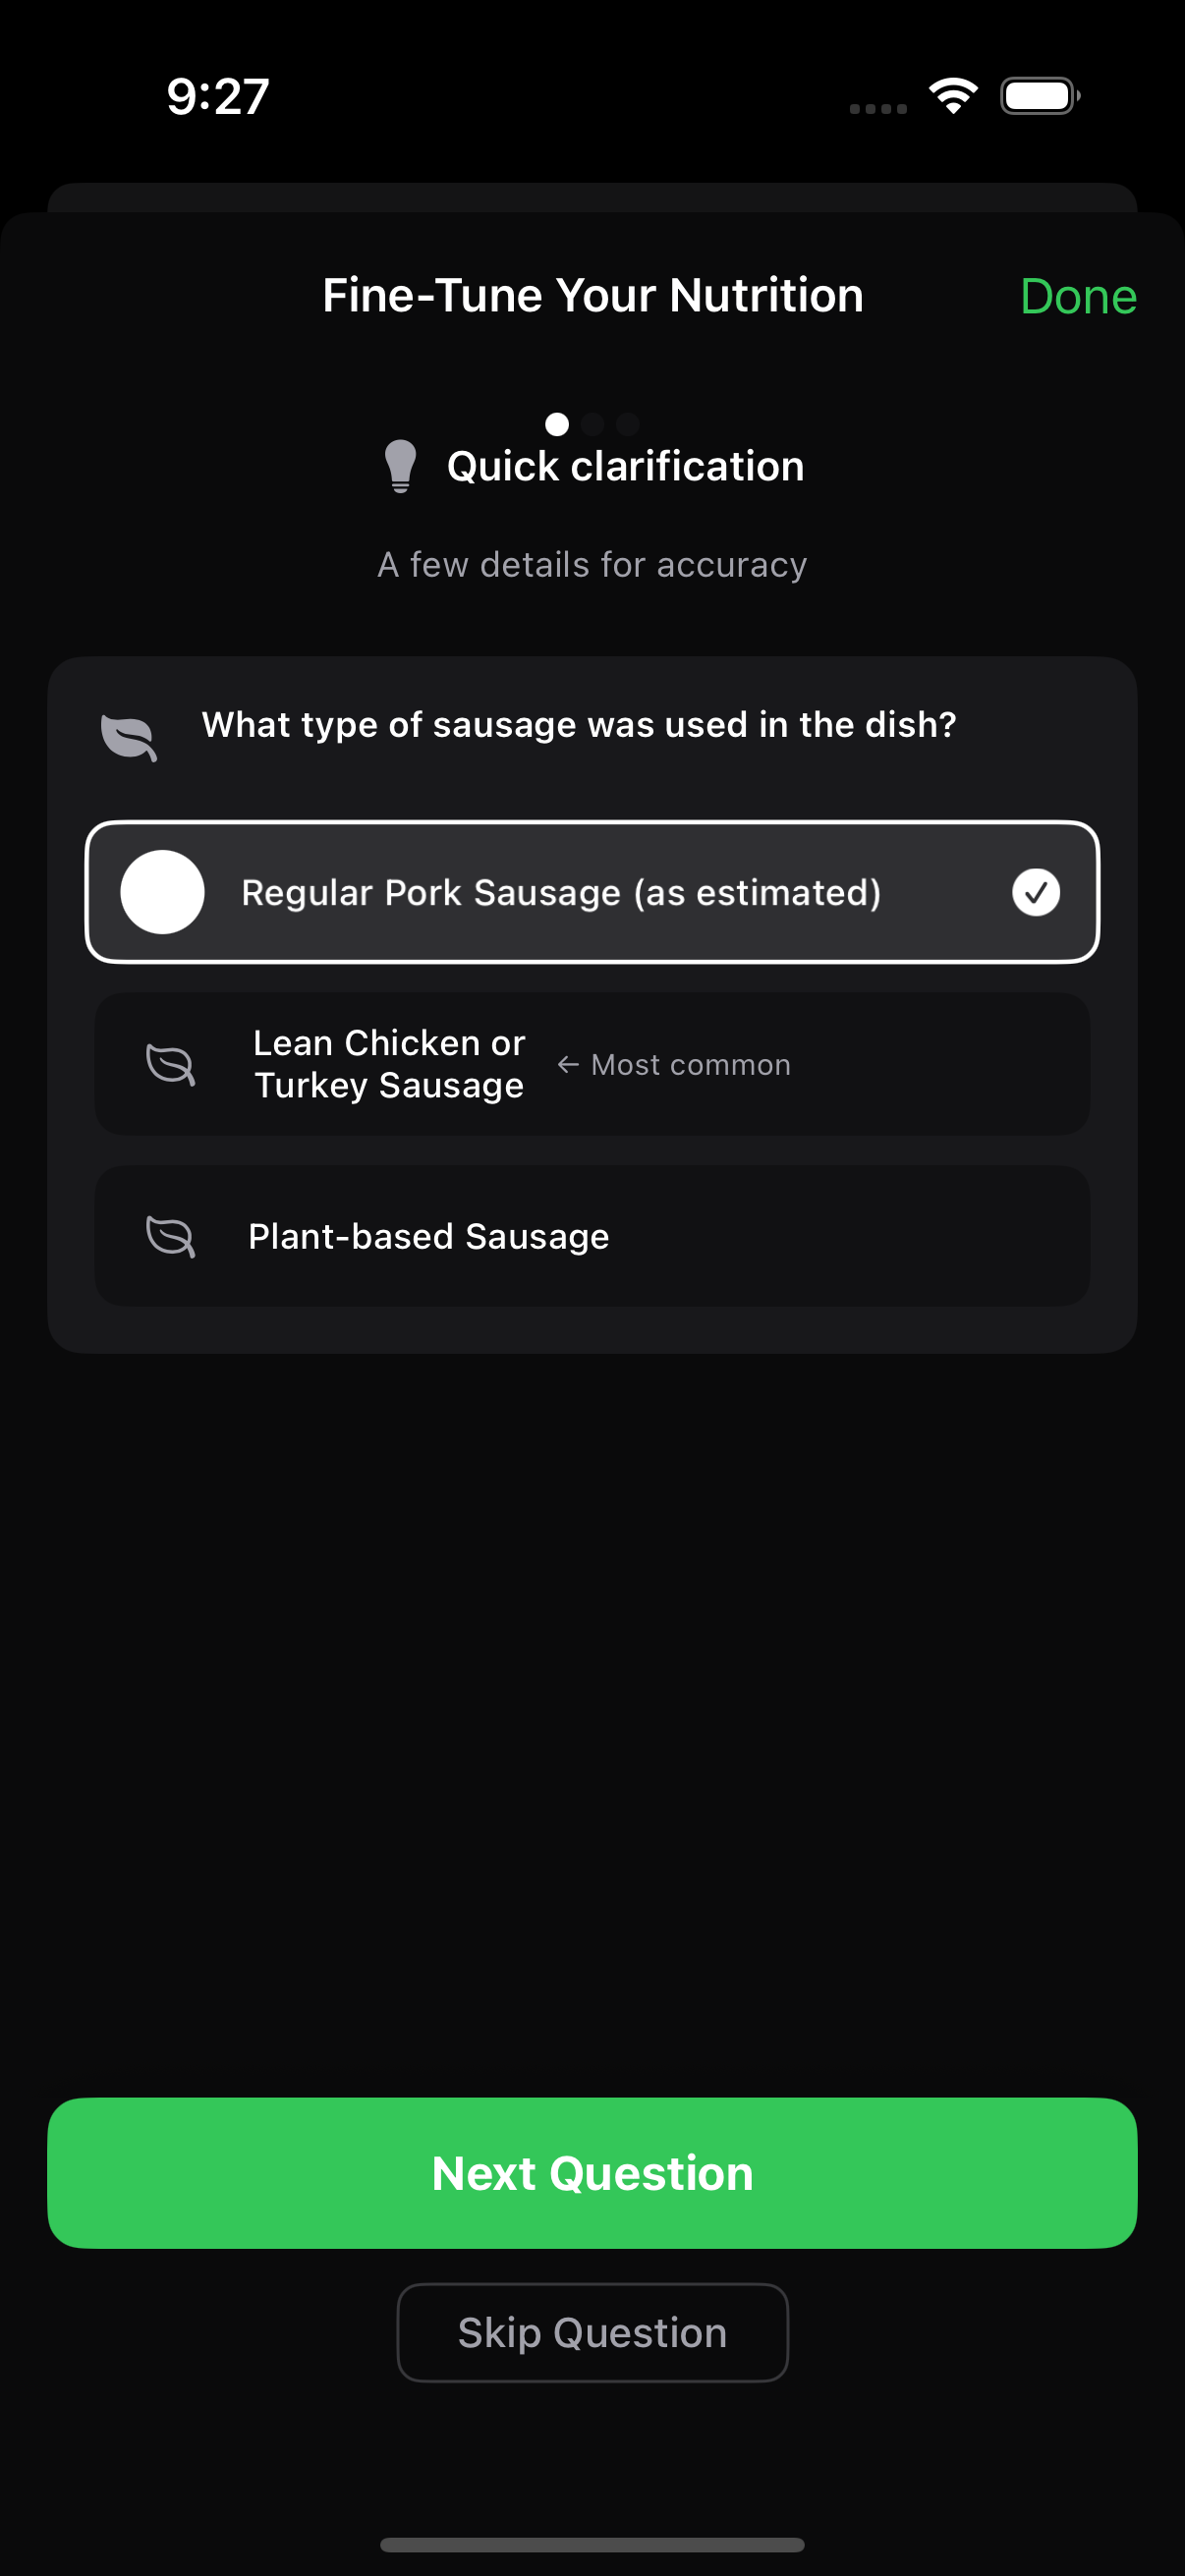 9:27
Fine-Tune Your Nutrition
Done
Quick clarification
A few details for accuracy
What type of sausage was used in the dish?
Regular Pork Sausage (as estimated)
Lean Chicken or
Turkey Sausage
← Most common
Plant-based Sausage
Next Question
Skip Question